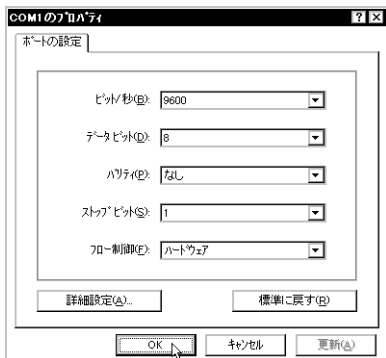 COM1のﾌﾟﾛﾊﾟﾃｨ
ﾎﾟｰﾄの設定
ﾋﾞｯﾄ/秒(B): 9600
ﾃﾞｰﾀ ﾋﾞｯﾄ(D): 8
ﾊﾟﾘﾃｨ(P): なし
ｽﾄｯﾌﾟ ﾋﾞｯﾄ(S): 1
ﾌﾛｰ制御(F): ﾊｰﾄﾞｳｪｱ
詳細設定(A)... 標準に戻す(R)
OK ｷｬﾝｾﾙ 更新(A)